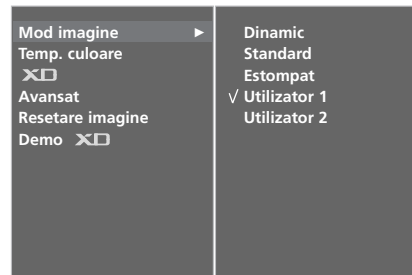 Mod imagine ►
Temp. culoare
XD
Avansat
Resetare imagine
Demo XD
Dinamic
Standard
Estompat
√ Utilizator 1
Utilizator 2